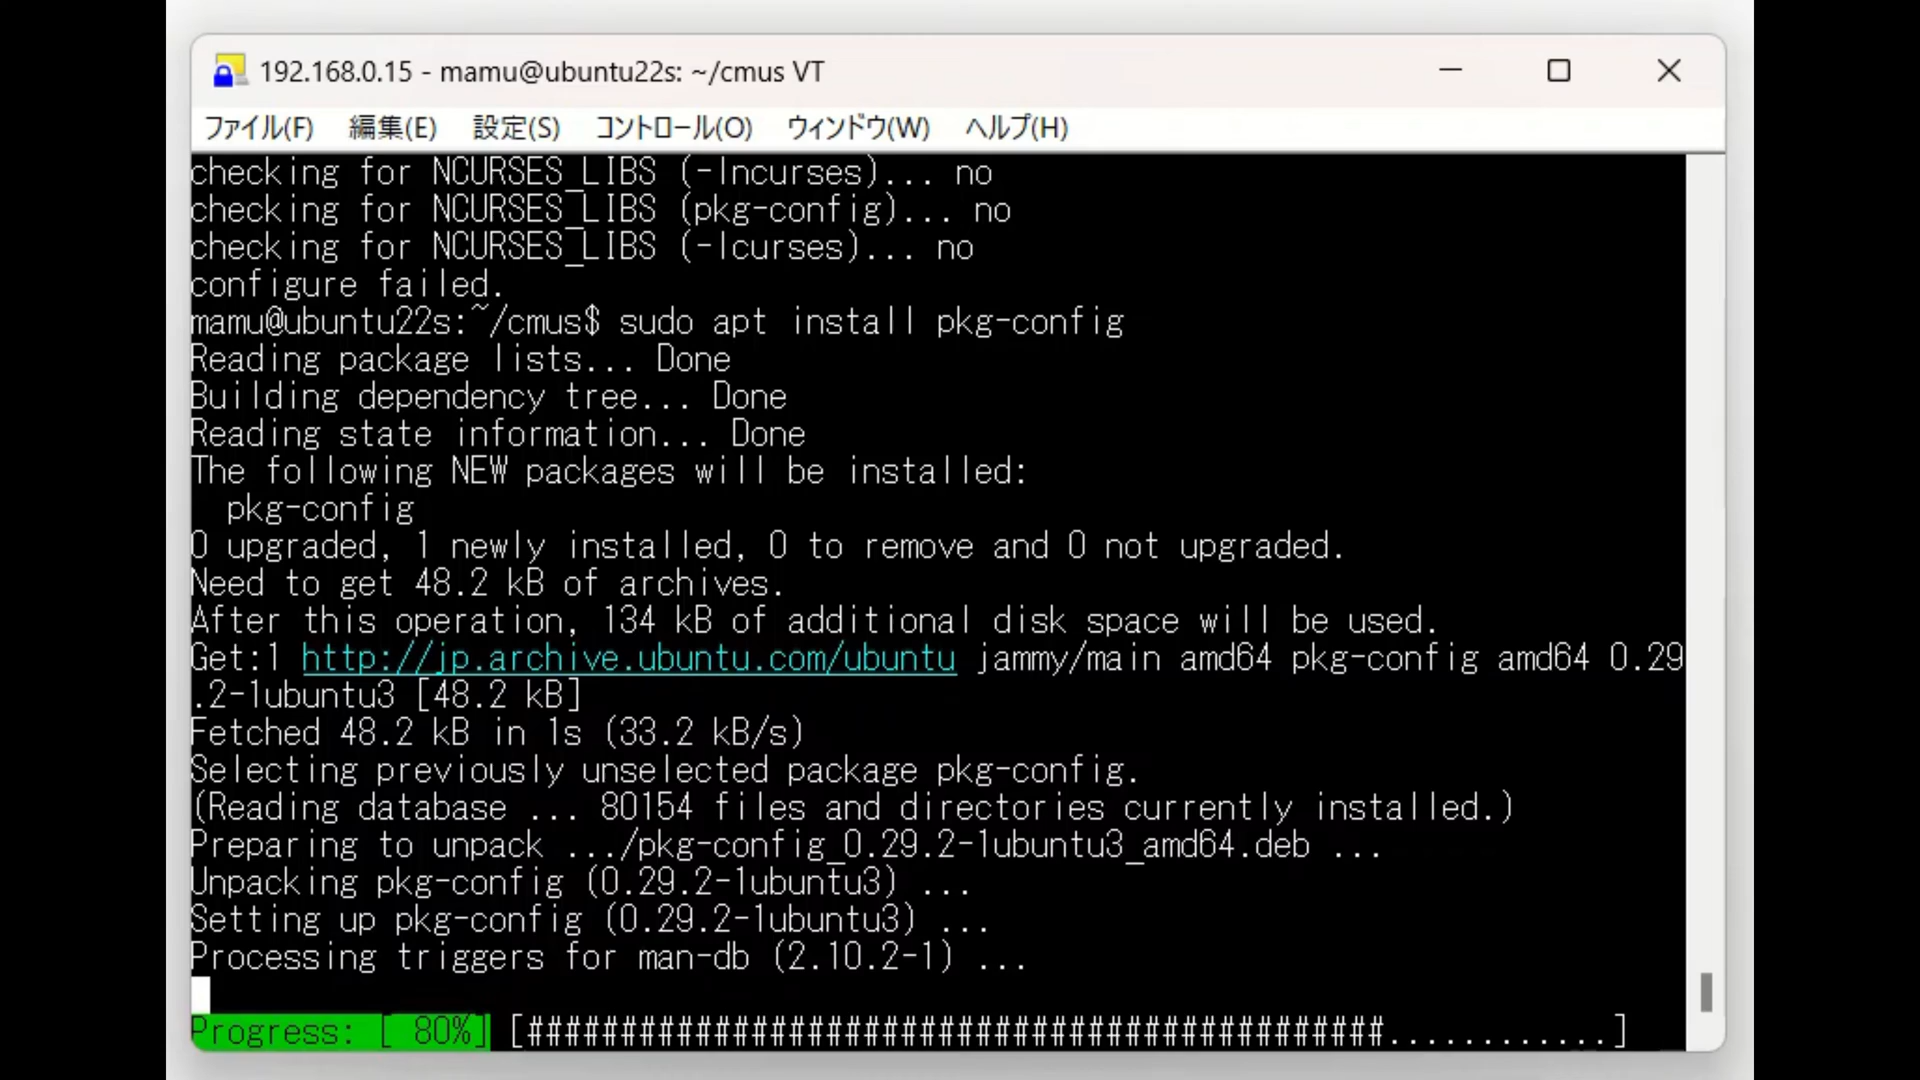 192.168.0.15 - mamu@ubuntu22s: ~/cmus VT
ファイル(F) 編集(E) 設定(S) コントロール(O) ウィンドウ(W) ヘルプ(H)
checking for NCURSES_LIBS (-lncurses)... no
checking for NCURSES_LIBS (pkg-config)... no
checking for NCURSES_LIBS (-lcurses)... no
configure failed.
mamu@ubuntu22s:~/cmus$ sudo apt install pkg-config
Reading package lists... Done
Building dependency tree... Done
Reading state information... Done
The following NEW packages will be installed:
  pkg-config
0 upgraded, 1 newly installed, 0 to remove and 0 not upgraded.
Need to get 48.2 kB of archives.
After this operation, 134 kB of additional disk space will be used.
Get:1 http://jp.archive.ubuntu.com/ubuntu jammy/main amd64 pkg-config amd64 0.29
.2-1ubuntu3 [48.2 kB]
Fetched 48.2 kB in 1s (33.2 kB/s)
Selecting previously unselected package pkg-config.
(Reading database ... 80154 files and directories currently installed.)
Preparing to unpack .../pkg-config_0.29.2-1ubuntu3_amd64.deb ...
Unpacking pkg-config (0.29.2-1ubuntu3) ...
Setting up pkg-config (0.29.2-1ubuntu3) ...
Processing triggers for man-db (2.10.2-1) ...
Progress: [ 80%] [##############################################............]